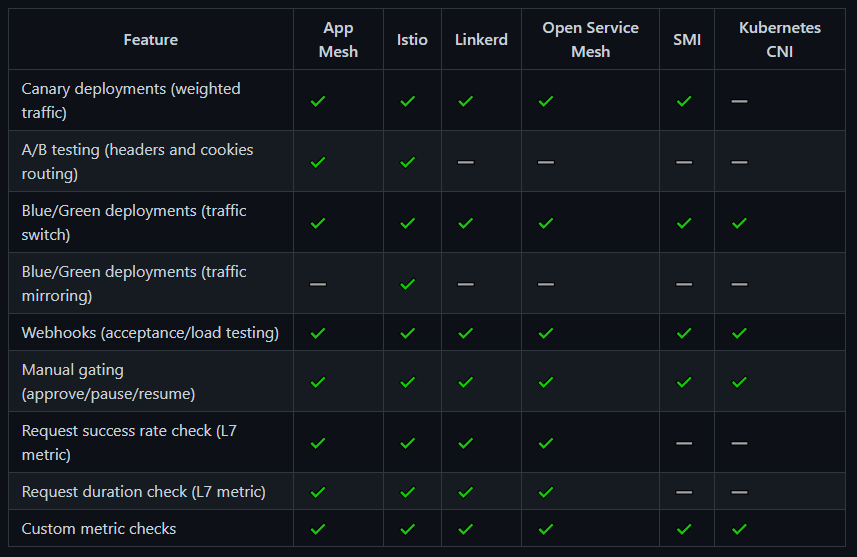 Feature App Mesh Istio Linkerd Open Service Mesh SMI Kubernetes CNI
Canary deployments (weighted
traffic) ✓ ✓ ✓ ✓ ✓ —
A/B testing (headers and cookies
routing) ✓ ✓ — — — —
Blue/Green deployments (traffic
switch) ✓ ✓ ✓ ✓ ✓ ✓
Blue/Green deployments (traffic
mirroring) — ✓ — — — —
Webhooks (acceptance/load testing) ✓ ✓ ✓ ✓ ✓ ✓
Manual gating
(approve/pause/resume) ✓ ✓ ✓ ✓ ✓ ✓
Request success rate check (L7
metric) ✓ ✓ ✓ ✓ — —
Request duration check (L7 metric) ✓ ✓ ✓ ✓ — —
Custom metric checks ✓ ✓ ✓ ✓ ✓ ✓